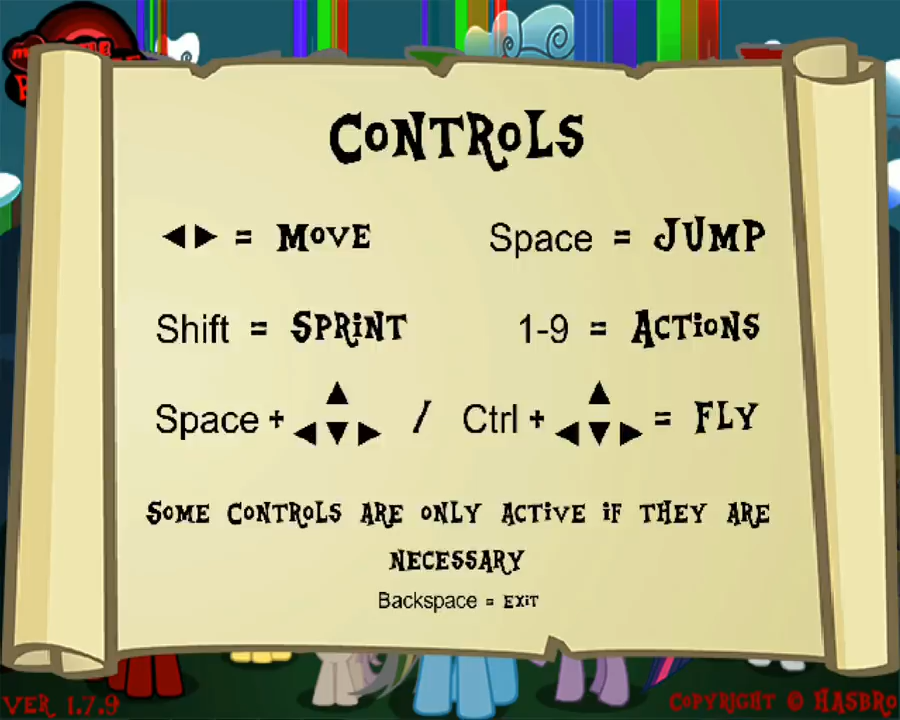 CONTROLS
◀▶ = MOVE
Space = JUMP
Shift = SPRINT
1-9 = ACTIONS
Space + ▲◀▼▶ / Ctrl + ▲◀▼▶ = FLY
SOME CONTROLS ARE ONLY ACTIVE IF THEY ARE
NECESSARY
Backspace = EXIT
VER 1.7.9
COPYRIGHT © HASBRO